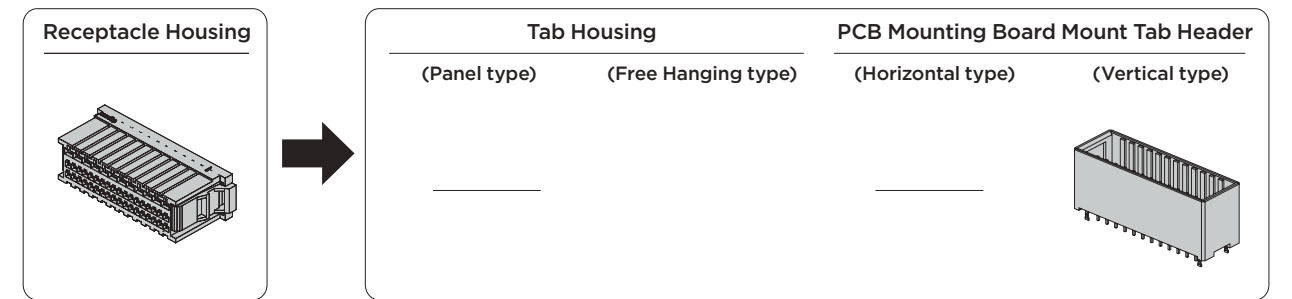 Receptacle Housing
Tab Housing
PCB Mounting Board Mount Tab Header
(Panel type)
(Free Hanging type)
(Horizontal type)
(Vertical type)